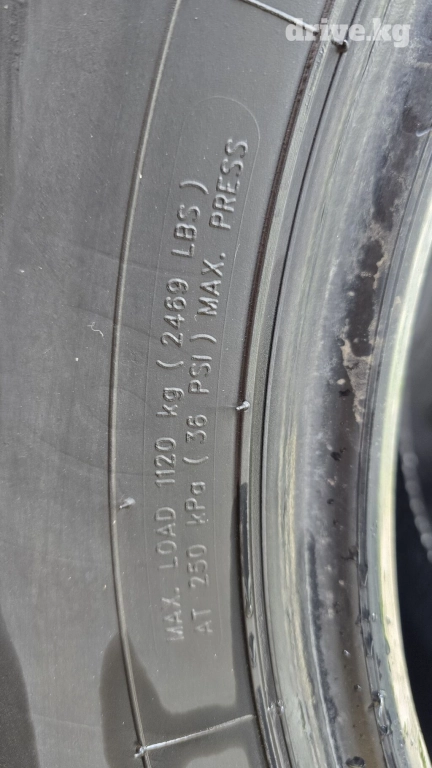 drive.kg
MAX. LOAD 1120 kg ( 2469 LBS )
AT 250 kPa ( 36 PSI ) MAX. PRESS